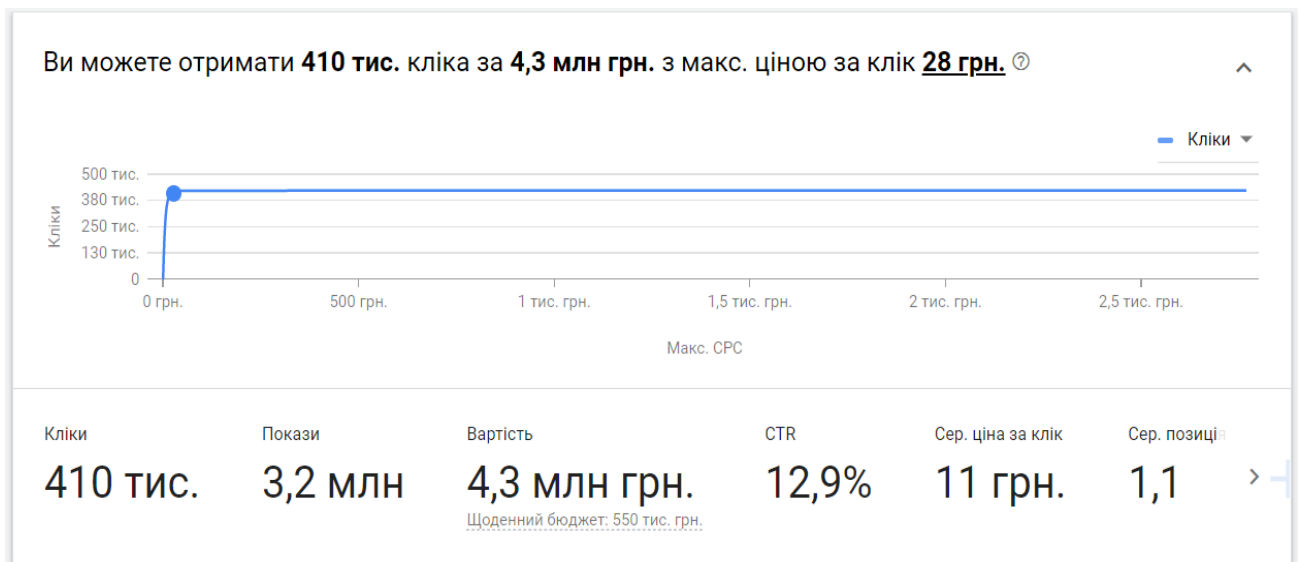 Ви можете отримати 410 тис. кліка за 4,3 млн грн. з макс. ціною за клік 28 грн.
Кліки
500 тис.
380 тис.
250 тис.
130 тис.
0
Кліки
0 грн.
500 грн.
1 тис. грн.
1,5 тис. грн.
2 тис. грн.
2,5 тис. грн.
Макс. CPC
Кліки
Покази
Вартість
CTR
Сер. ціна за клік
Сер. позиція
410 тис.
3,2 млн
4,3 млн грн.
12,9%
11 грн.
1,1
Щоденний бюджет: 550 тис. грн.